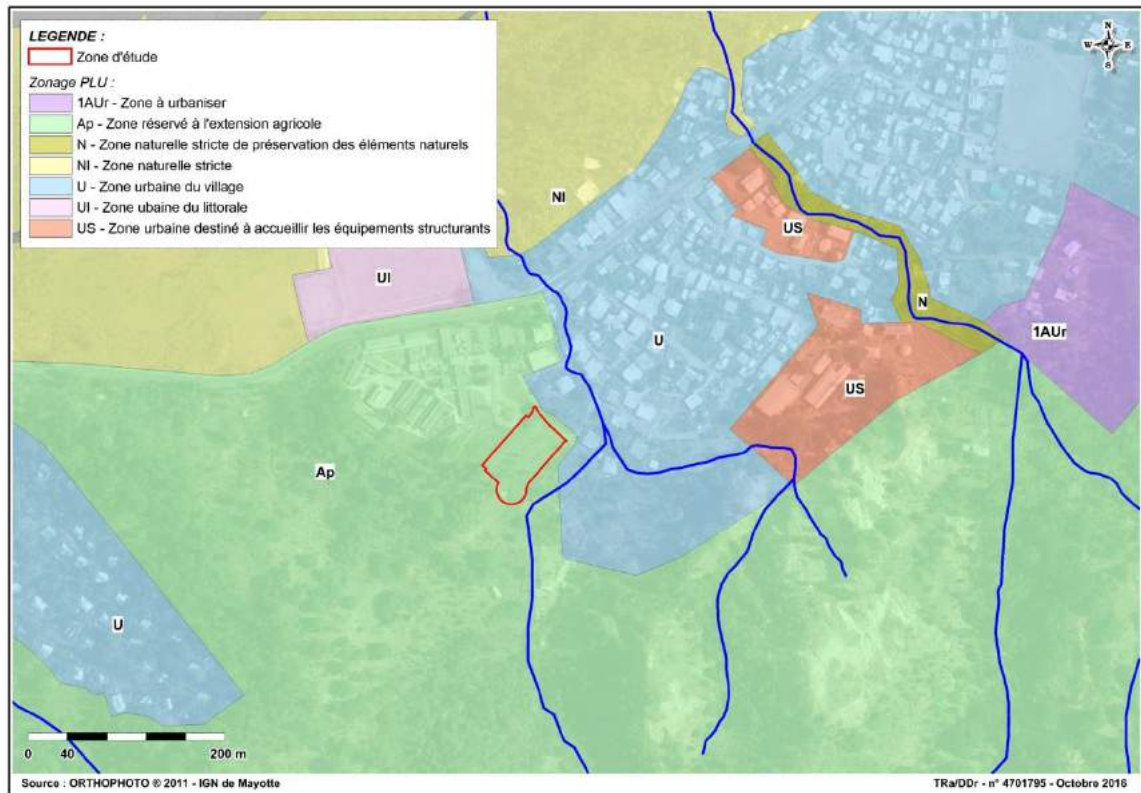 LEGENDE :
Zone d'étude
Zonage PLU :
1AUr - Zone à urbaniser
Ap - Zone réservé à l'extension agricole
N - Zone naturelle stricte de préservation des éléments naturels
NI - Zone naturelle stricte
U - Zone urbaine du village
UI - Zone ubaine du littorale
US - Zone urbaine destiné à accueillir les équipements structurants
N
W E
S
NI
US
UI
N
1AUr
U
US
Ap
U
0 40 200 m
Source : ORTHOPHOTO © 2011 - IGN de Mayotte
TRa/DDr - n° 4701795 - Octobre 2016